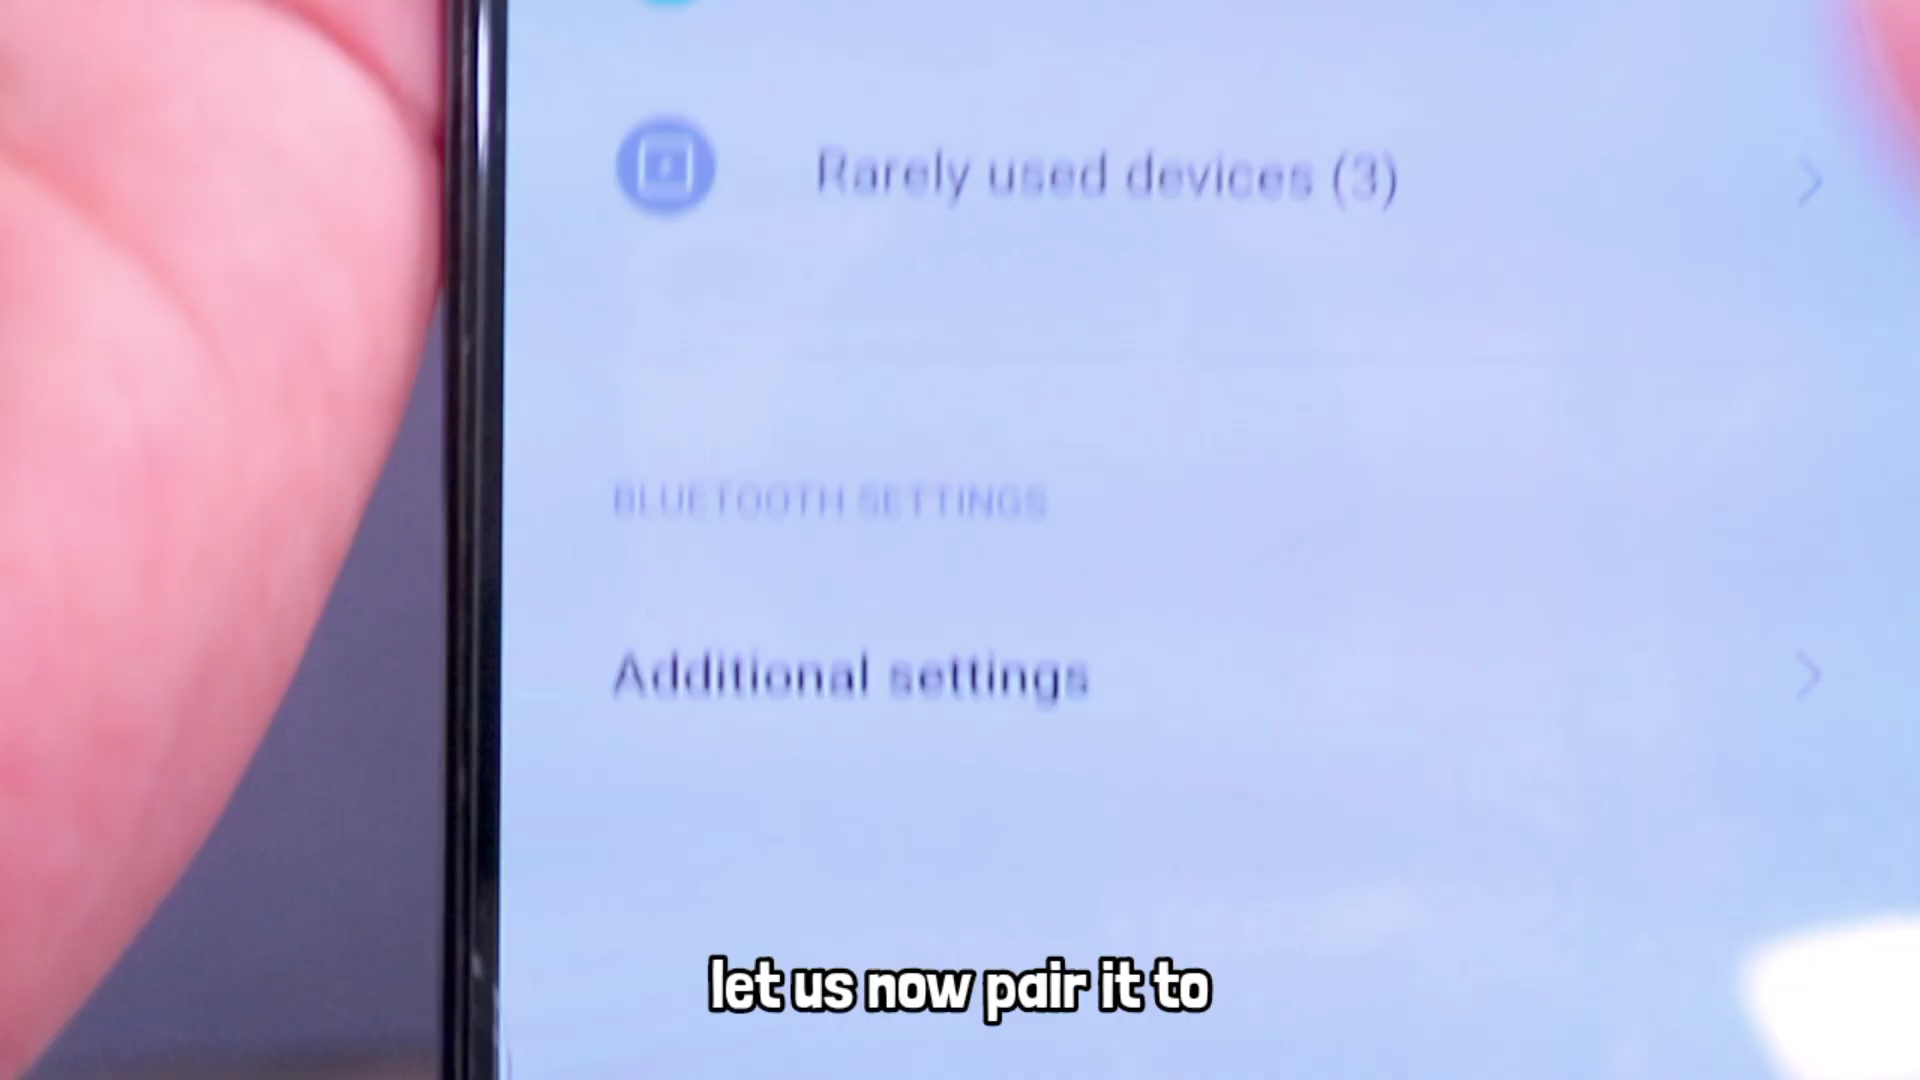 Rarely used devices (3)
BLUETOOTH SETTINGS
Additional settings
let us now pair it to